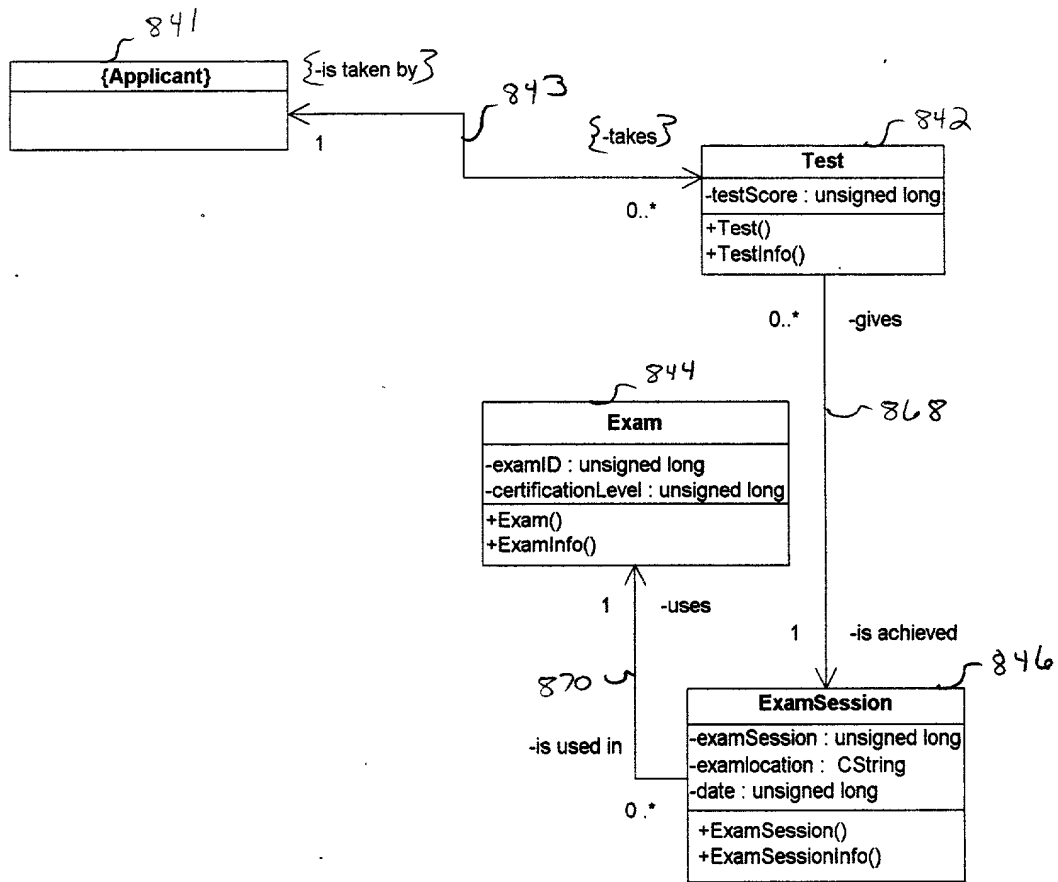 841
{Applicant}
{-is taken by}
843
1
{-takes}
842
Test
-testScore : unsigned long
0..*
+Test()
+TestInfo()
0..* -gives
844
868
Exam
-examID : unsigned long
-certificationLevel : unsigned long
+Exam()
+ExamInfo()
1 -uses
1 -is achieved
846
870
ExamSession
-examSession : unsigned long
-is used in
-examlocation : CString
-date : unsigned long
0 .*
+ExamSession()
+ExamSessionInfo()